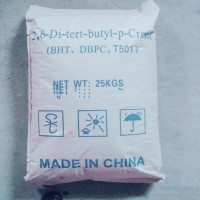 2,6-Di-tert-butyl-p-Cresol
(BHT、DBPC、T501)
NET WT: 25KGS
MADE IN CHINA